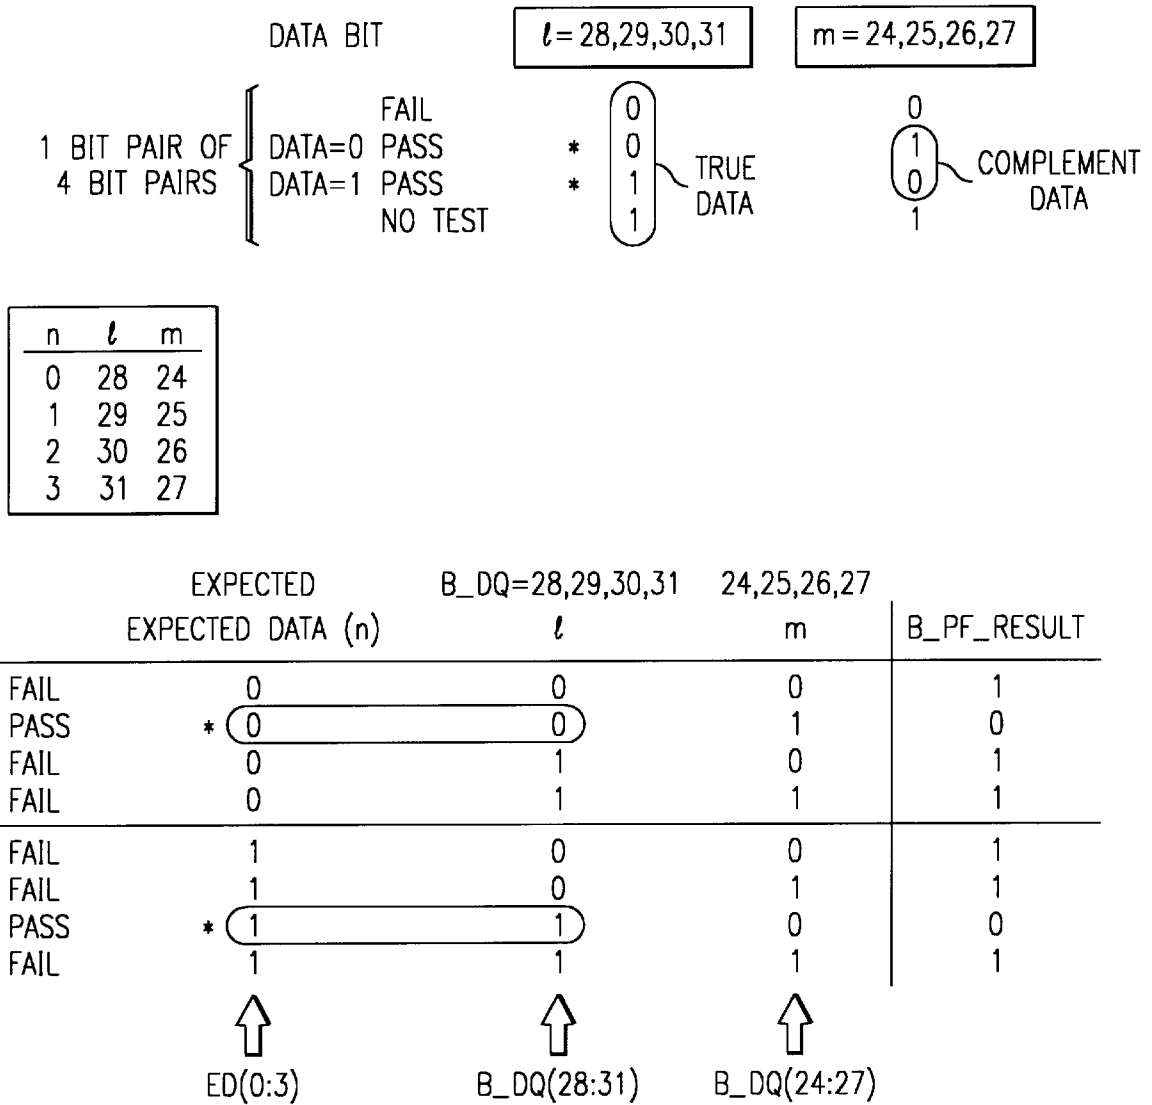 DATA BIT ℓ=28,29,30,31 m=24,25,26,27
FAIL 0 0
1 BIT PAIR OF DATA=0 PASS * 0 1
4 BIT PAIRS DATA=1 PASS * 1 0
NO TEST 1 1
TRUE DATA
COMPLEMENT DATA
n ℓ m
0 28 24
1 29 25
2 30 26
3 31 27
EXPECTED B_DQ=28,29,30,31 24,25,26,27
EXPECTED DATA (n) ℓ m B_PF_RESULT
FAIL 0 0 0 1
PASS * 0 0 1 0
FAIL 0 1 0 1
FAIL 0 1 1 1
FAIL 1 0 0 1
FAIL 1 0 1 1
PASS * 1 1 0 0
FAIL 1 1 1 1
ED(0:3) B_DQ(28:31) B_DQ(24:27)